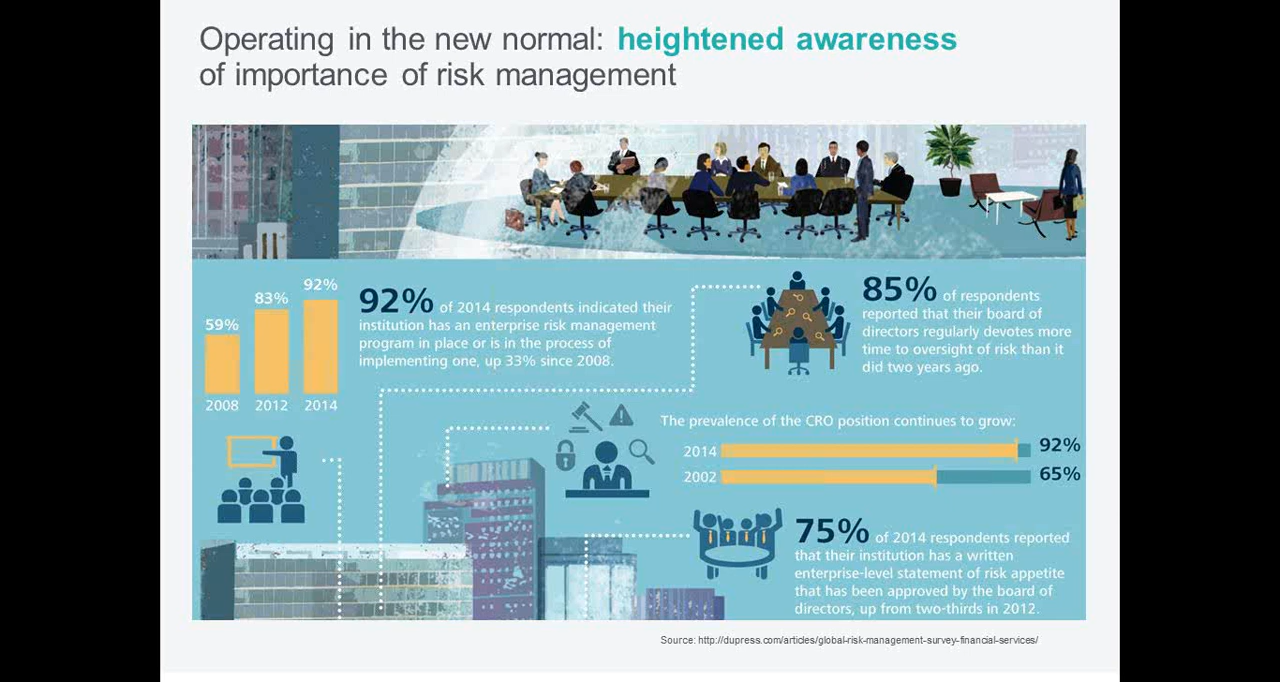 Operating in the new normal: heightened awareness
of importance of risk management
59%
83%
92%
2008
2012
2014
92% of 2014 respondents indicated their
institution has an enterprise risk management
program in place or is in the process of
implementing one, up 33% since 2008.
85% of respondents
reported that their board of
directors regularly devotes more
time to oversight of risk than it
did two years ago.
The prevalence of the CRO position continues to grow:
2014 92%
2002 65%
75% of 2014 respondents reported
that their institution has a written
enterprise-level statement of risk appetite
that has been approved by the board of
directors, up from two-thirds in 2012.
Source: http://dupress.com/articles/global-risk-management-survey-financial-services/